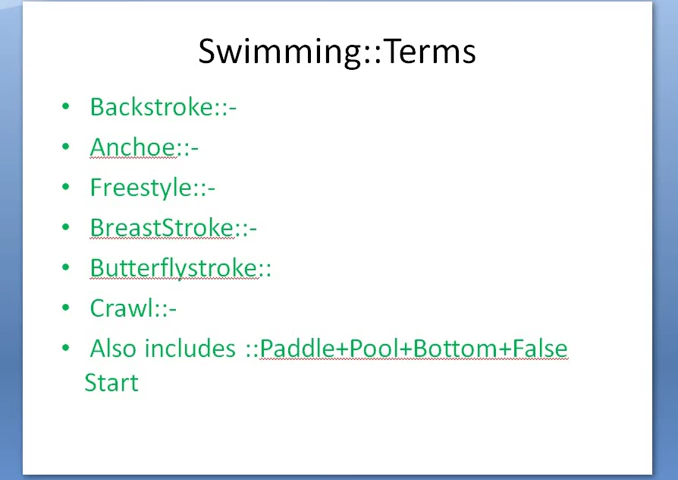 Swimming::Terms
• Backstroke::-
• Anchoe::-
• Freestyle::-
• BreastStroke::-
• Butterflystroke::
• Crawl::-
• Also includes ::Paddle+Pool+Bottom+False
Start